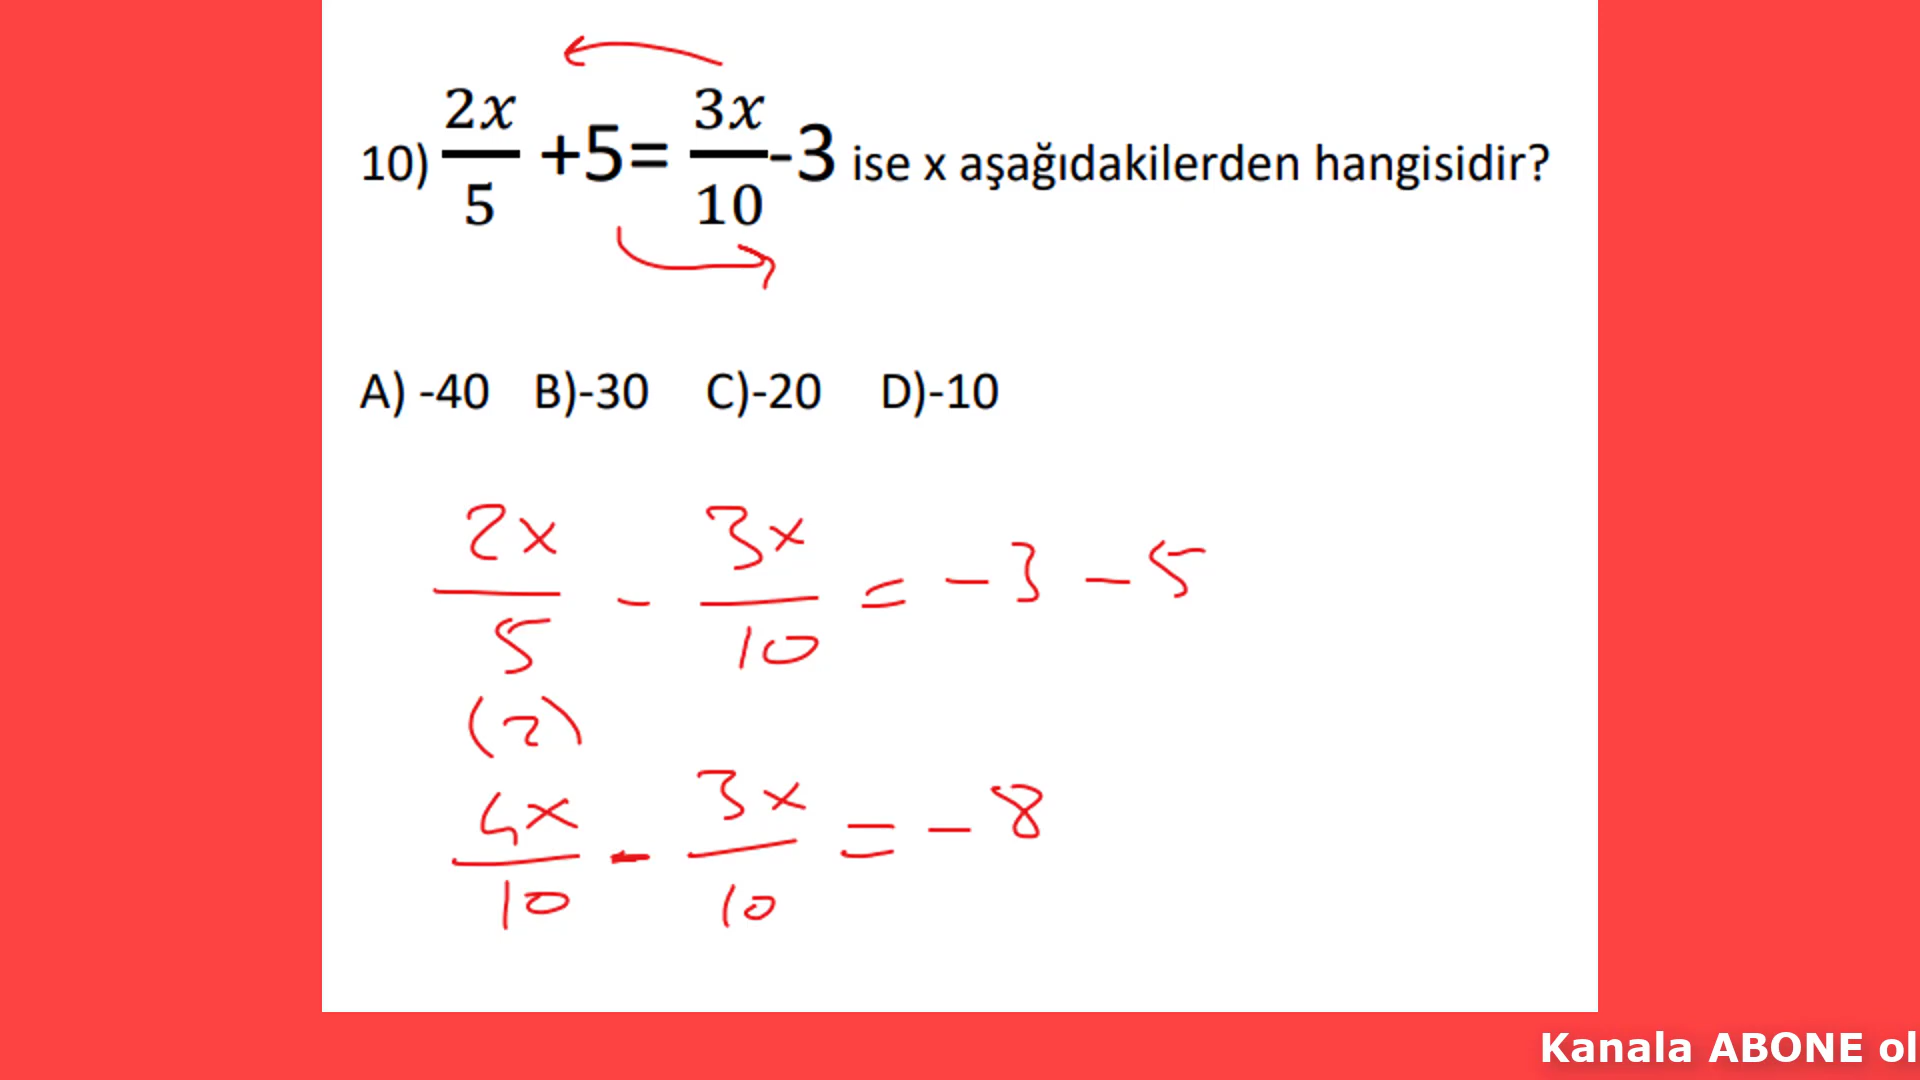 10) 2x/5 +5= 3x/10 -3 ise x aşağıdakilerden hangisidir?
A) -40 B)-30 C)-20 D)-10
2x/5 - 3x/10 = -3 -5
(2)
4x/10 - 3x/10 = -8
Kanala ABONE ol